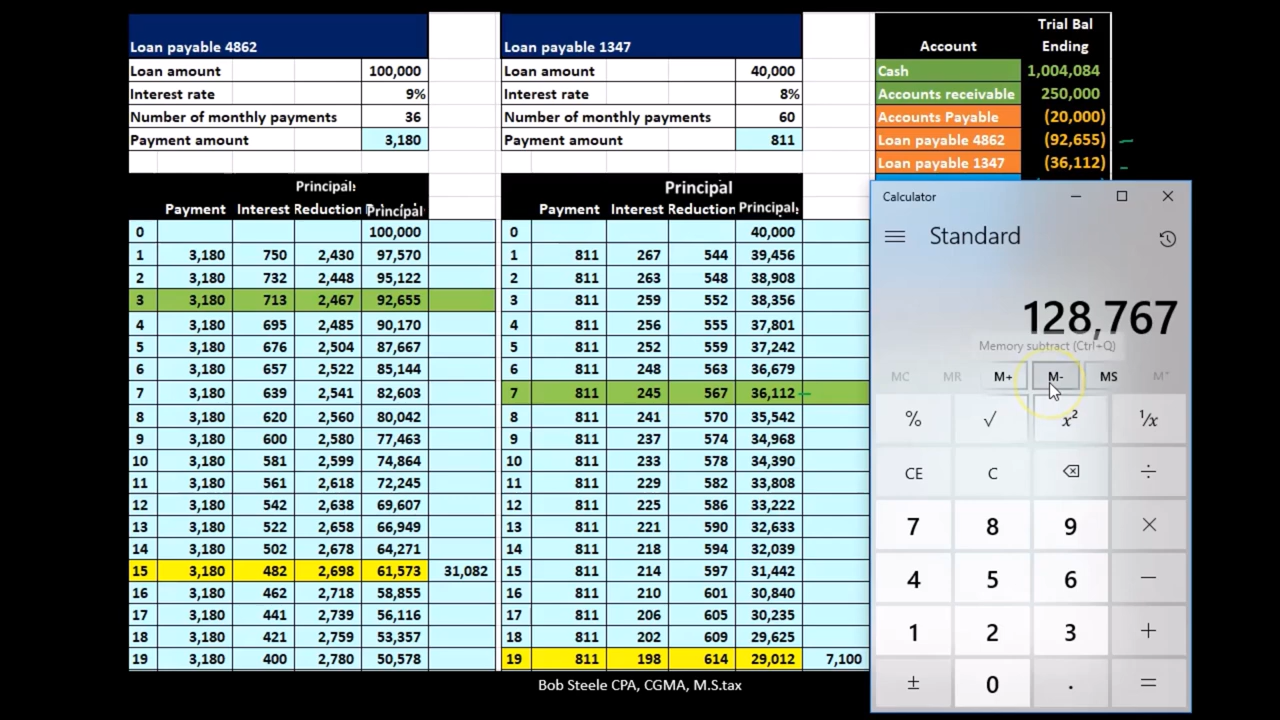 Loan payable 4862
Loan amount 100,000
Interest rate 9%
Number of monthly payments 36
Payment amount 3,180
Principal:
Payment Interest Reduction Principal
0 100,000
1 3,180 750 2,430 97,570
2 3,180 732 2,448 95,122
3 3,180 713 2,467 92,655
4 3,180 695 2,485 90,170
5 3,180 676 2,504 87,667
6 3,180 657 2,522 85,144
7 3,180 639 2,541 82,603
8 3,180 620 2,560 80,042
9 3,180 600 2,580 77,463
10 3,180 581 2,599 74,864
11 3,180 561 2,618 72,245
12 3,180 542 2,638 69,607
13 3,180 522 2,658 66,949
14 3,180 502 2,678 64,271
15 3,180 482 2,698 61,573 31,082
16 3,180 462 2,718 58,855
17 3,180 441 2,739 56,116
18 3,180 421 2,759 53,357
19 3,180 400 2,780 50,578
Loan payable 1347
Loan amount 40,000
Interest rate 8%
Number of monthly payments 60
Payment amount 811
Principal
Payment Interest Reduction Principal
0 40,000
1 811 267 544 39,456
2 811 263 548 38,908
3 811 259 552 38,356
4 811 256 555 37,801
5 811 252 559 37,242
6 811 248 563 36,679
7 811 245 567 36,112
8 811 241 570 35,542
9 811 237 574 34,968
10 811 233 578 34,390
11 811 229 582 33,808
12 811 225 586 33,222
13 811 221 590 32,633
14 811 218 594 32,039
15 811 214 597 31,442
16 811 210 601 30,840
17 811 206 605 30,235
18 811 202 609 29,625
19 811 198 614 29,012 7,100
Trial Bal
Account Ending
Cash 1,004,084
Accounts receivable 250,000
Accounts Payable (20,000)
Loan payable 4862 (92,655)
Loan payable 1347 (36,112)
Calculator
Standard
128,767
Memory subtract (Ctrl+Q)
MC MR M+ M- MS M˅
% √ x² ¹/x
CE C ⌫ ÷
7 8 9 ×
4 5 6 −
1 2 3 +
± 0 . =
Bob Steele CPA, CGMA, M.S.tax